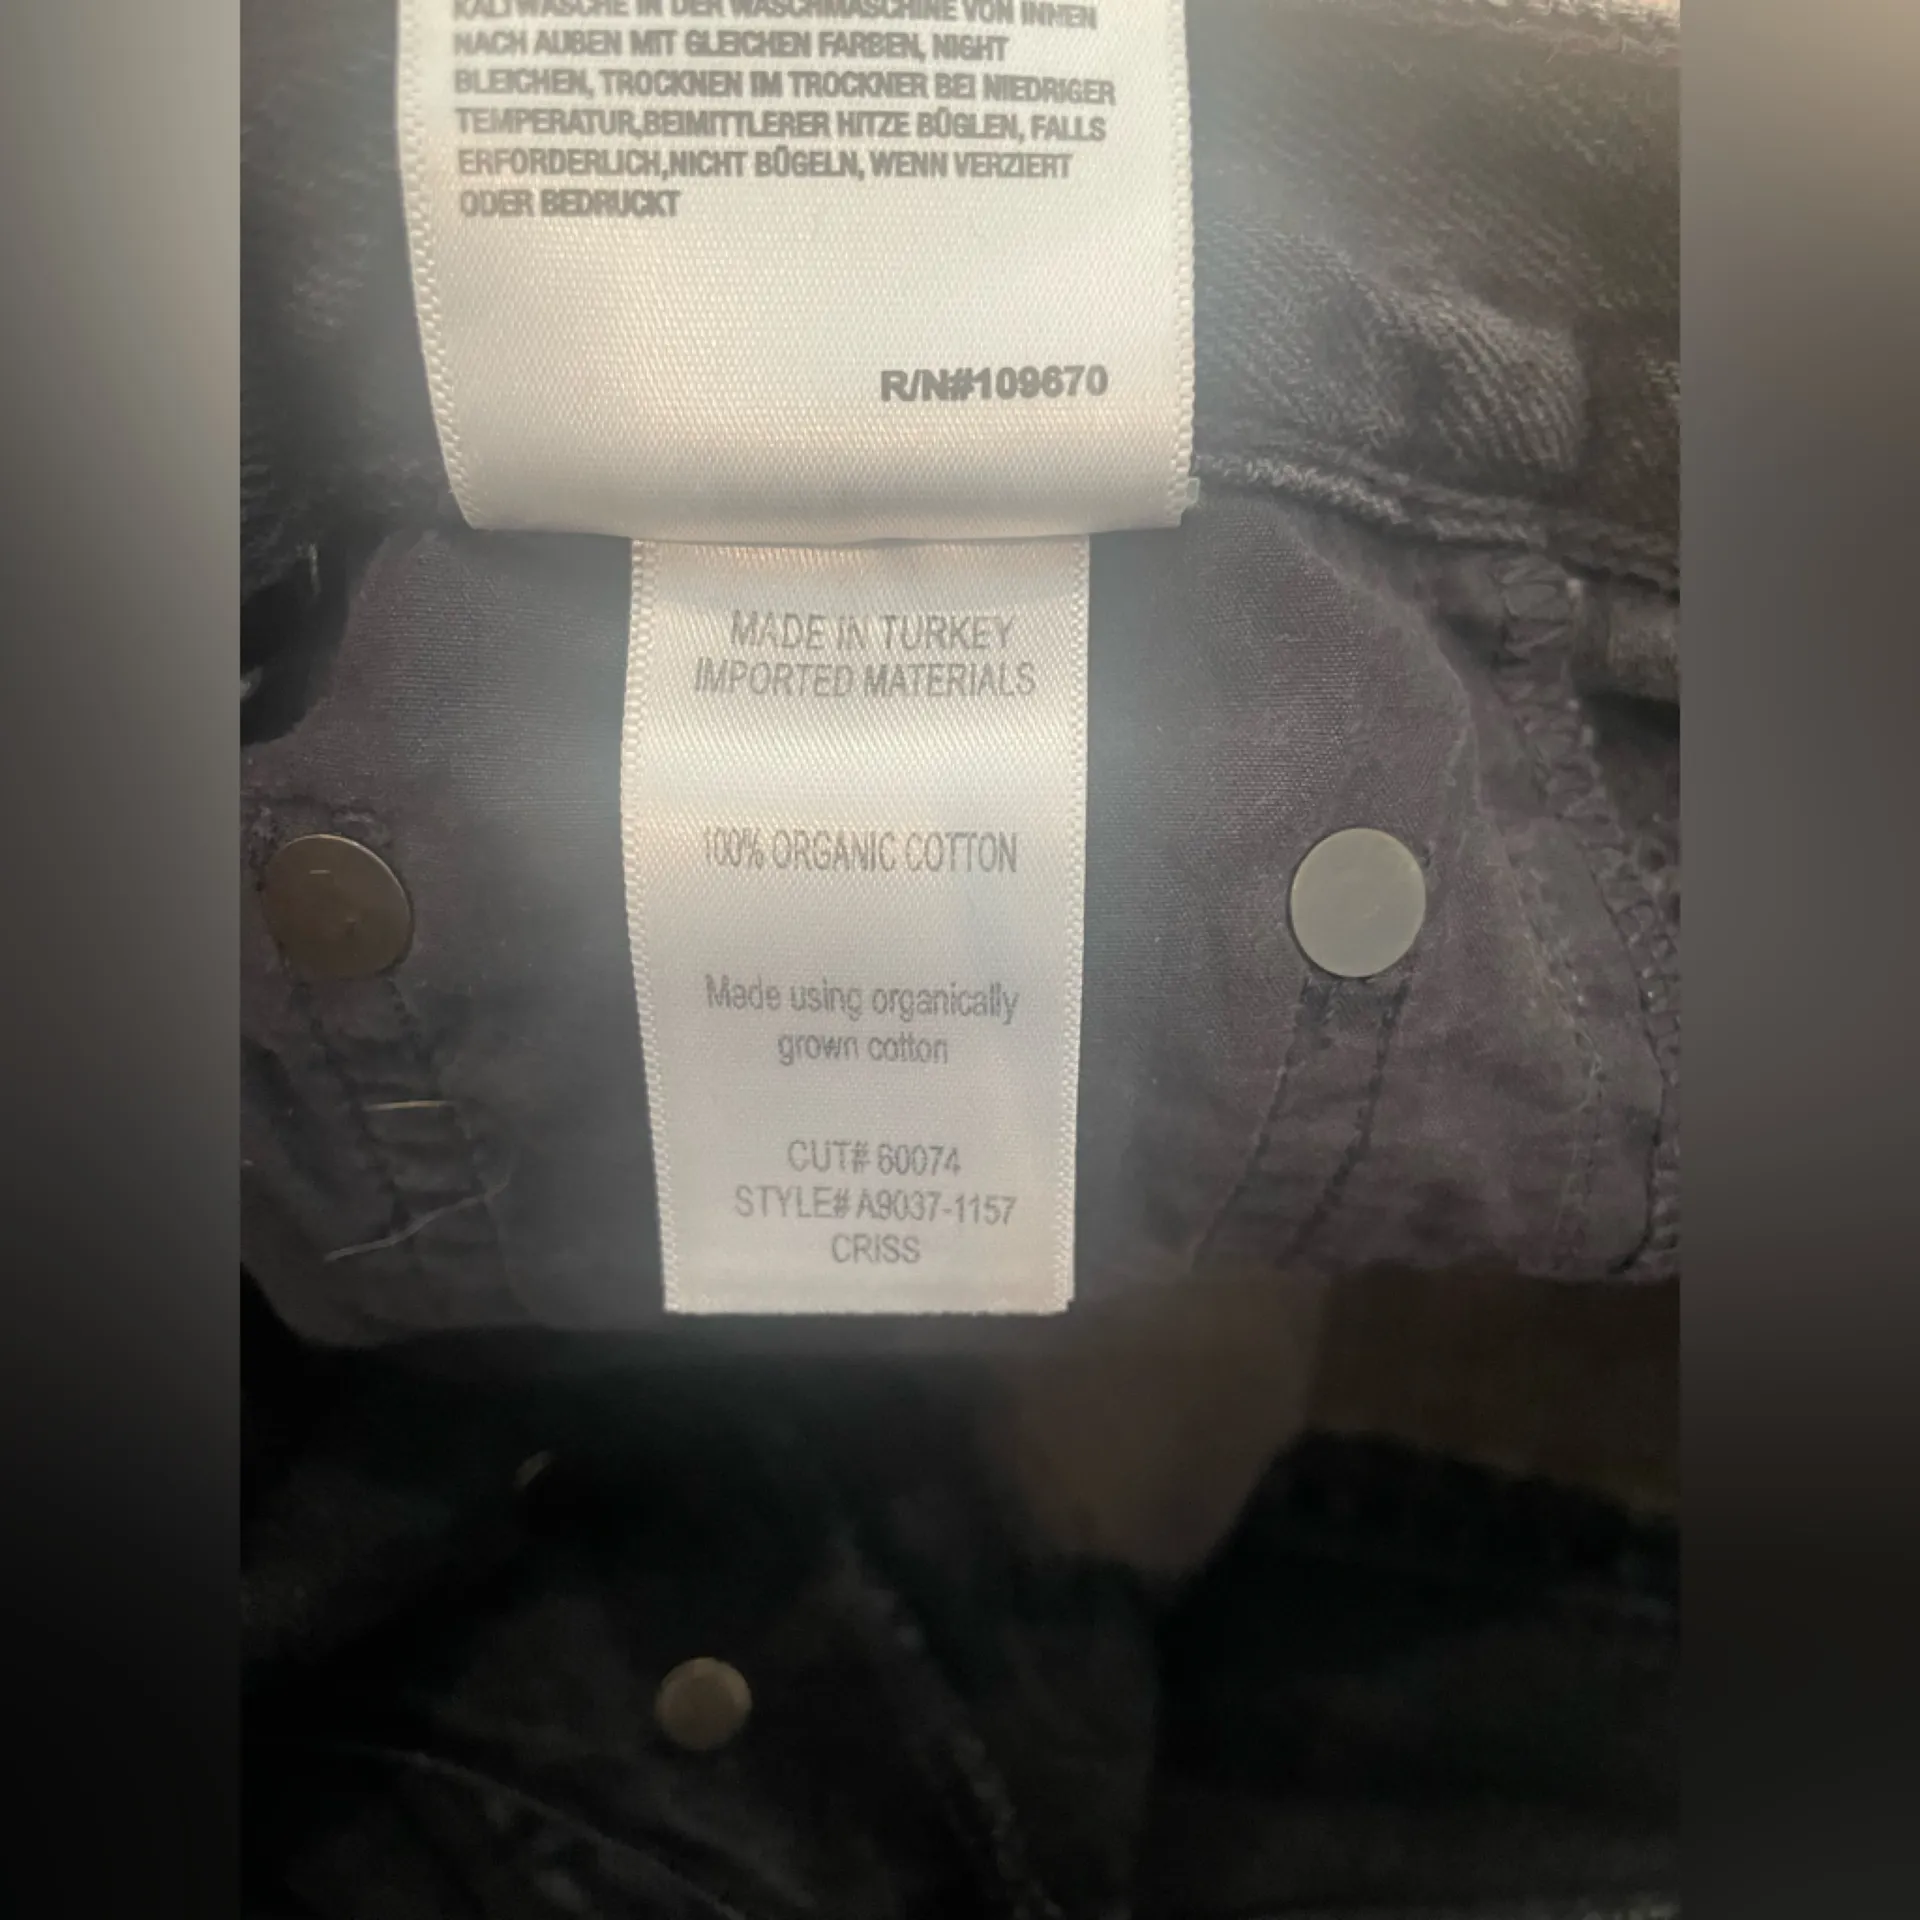 KALTWÄSCHE IN DER WASCHMASCHINE VON INNEN
NACH AUBEN MIT GLEICHEN FARBEN, NIGHT
BLEICHEN, TROCKNEN IM TROCKNER BEI NIEDRIGER
TEMPERATUR,BEIMITTLERER HITZE BÜGLEN, FALLS
ERFORDERLICH,NICHT BÜGELN, WENN VERZIERT
ODER BEDRUCKT
R/N#109670
MADE IN TURKEY
IMPORTED MATERIALS
100% ORGANIC COTTON
Made using organically
grown cotton
CUT# 60074
STYLE# A9037-1157
CRISS